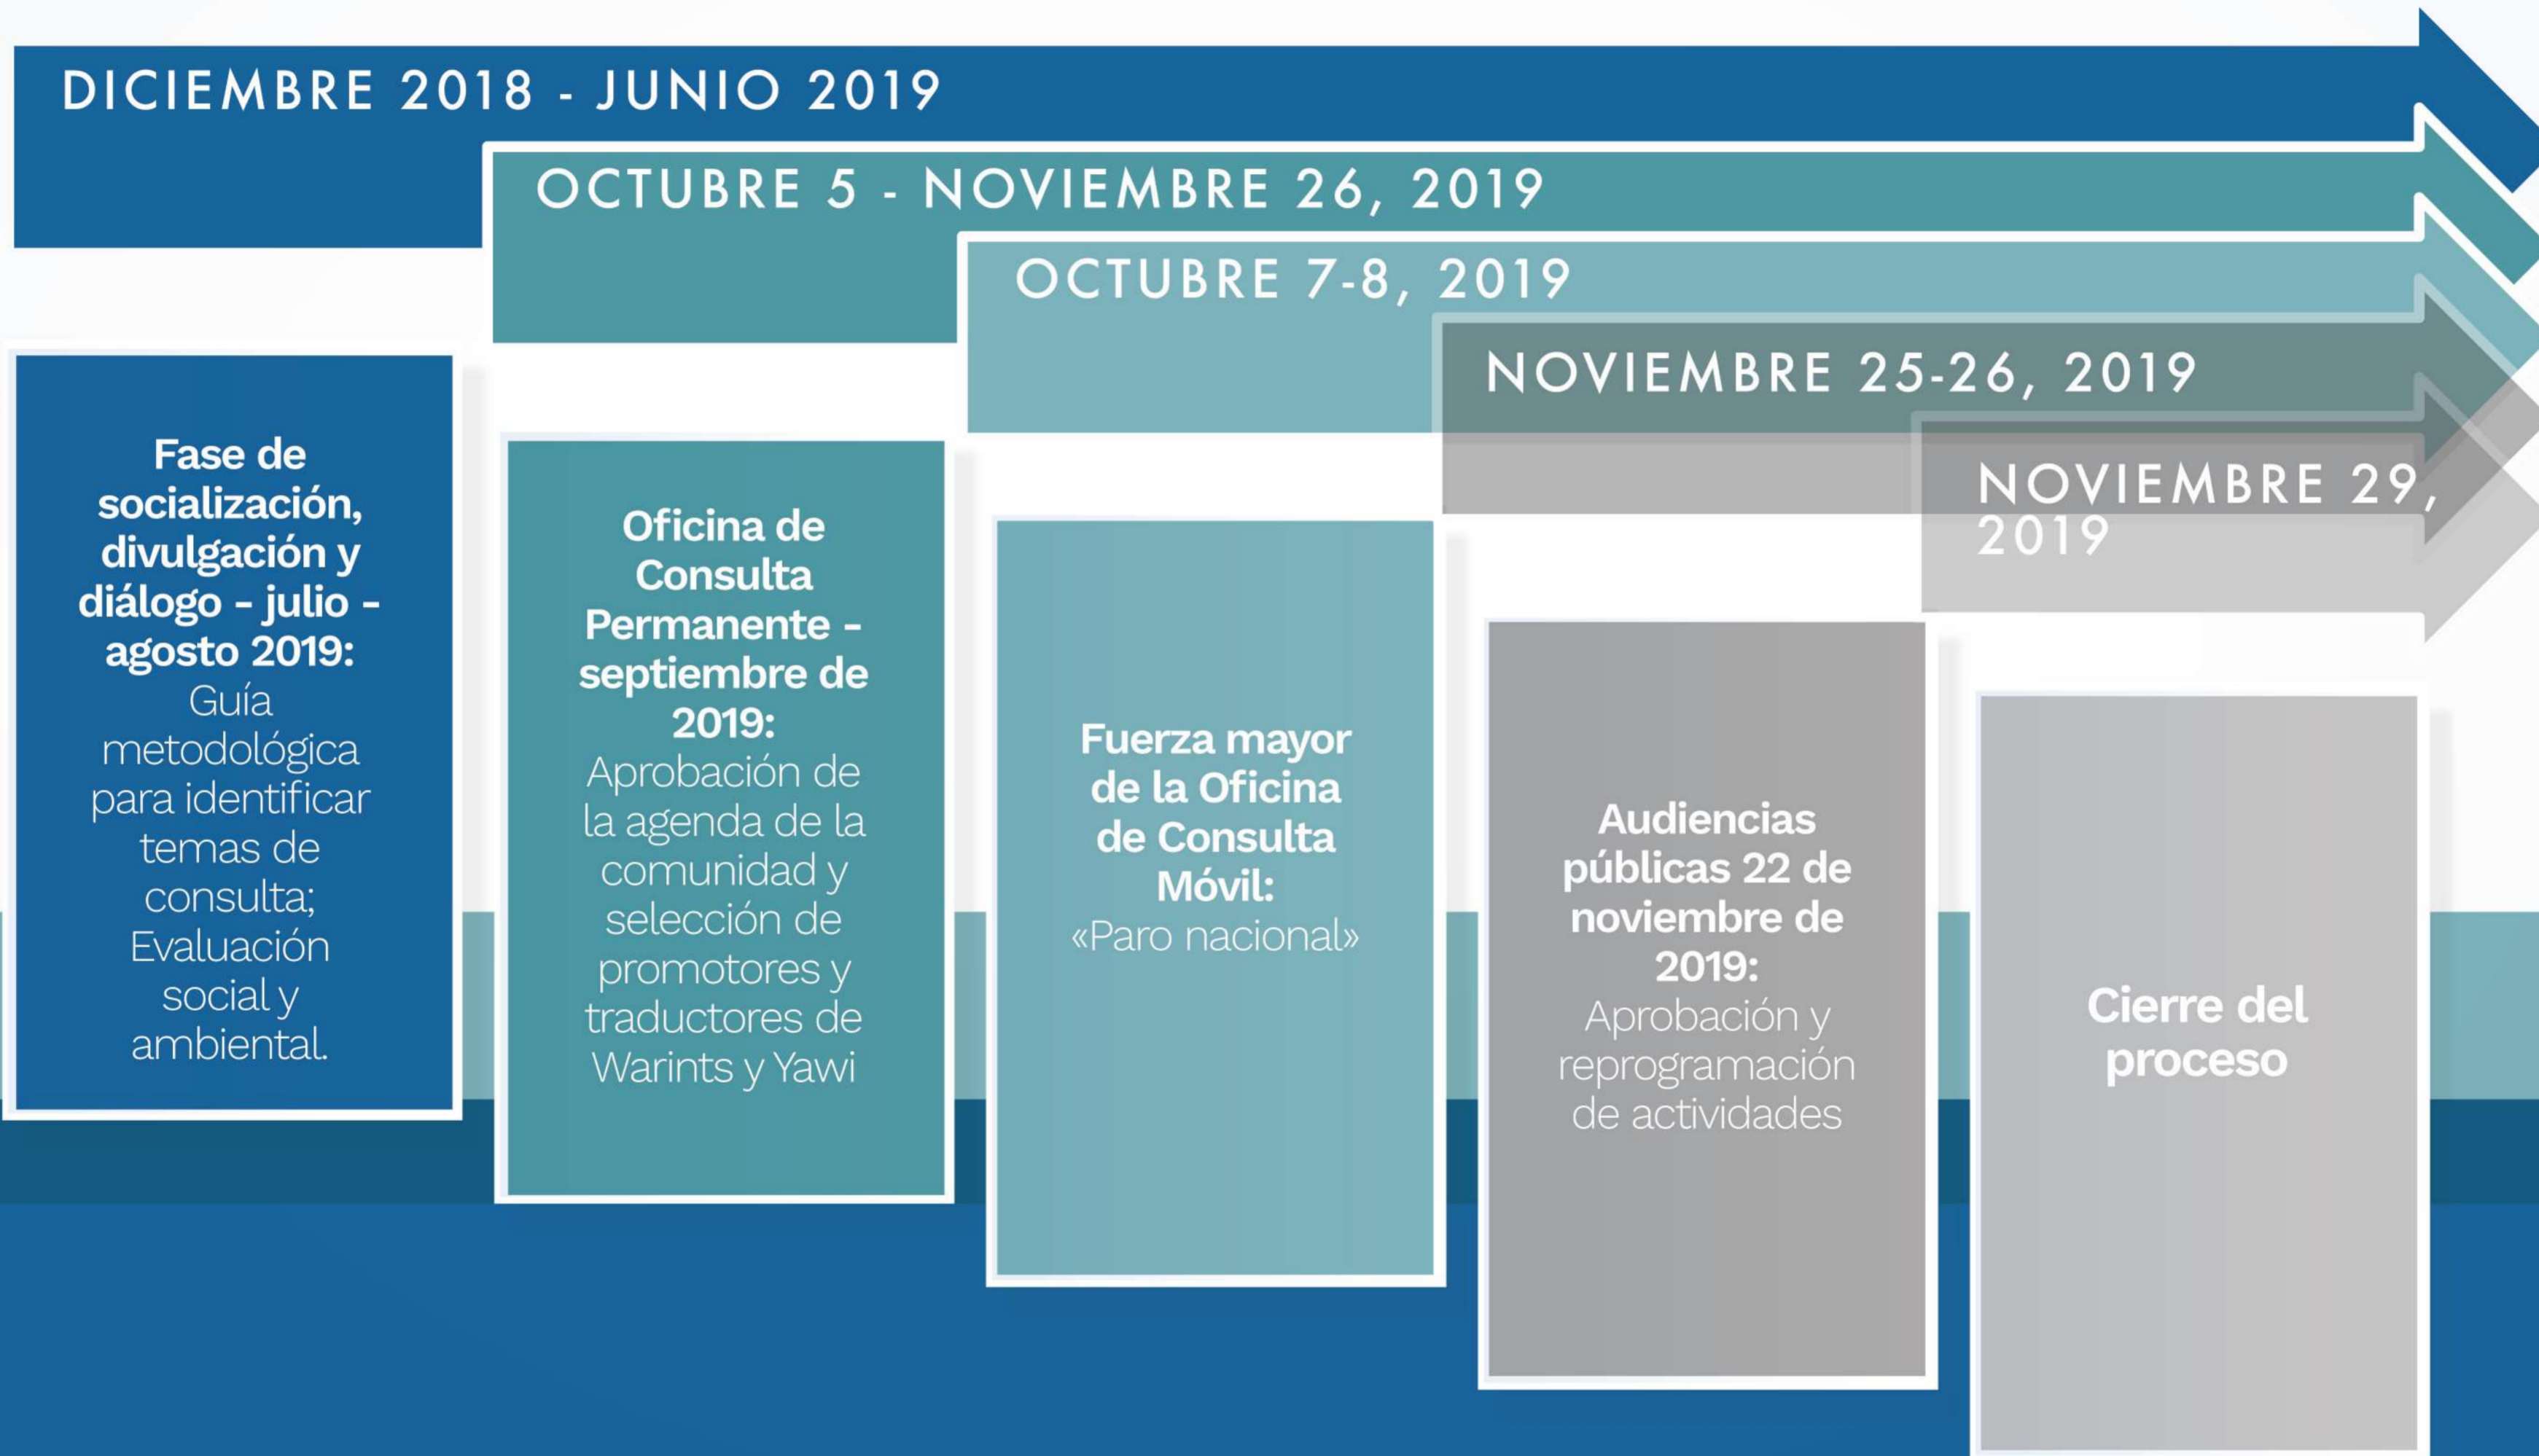 DICIEMBRE 2018 - JUNIO 2019
OCTUBRE 5 - NOVIEMBRE 26, 2019
OCTUBRE 7-8, 2019
NOVIEMBRE 25-26, 2019
NOVIEMBRE 29,
2019
Fase de
socialización,
divulgación y
diálogo - julio -
agosto 2019:
Guía
metodológica
para identificar
temas de
consulta;
Evaluación
social y
ambiental.
Oficina de
Consulta
Permanente -
septiembre de
2019:
Aprobación de
la agenda de la
comunidad y
selección de
promotores y
traductores de
Warints y Yawi
Fuerza mayor
de la Oficina
de Consulta
Móvil:
«Paro nacional»
Audiencias
públicas 22 de
noviembre de
2019:
Aprobación y
reprogramación
de actividades
Cierre del
proceso